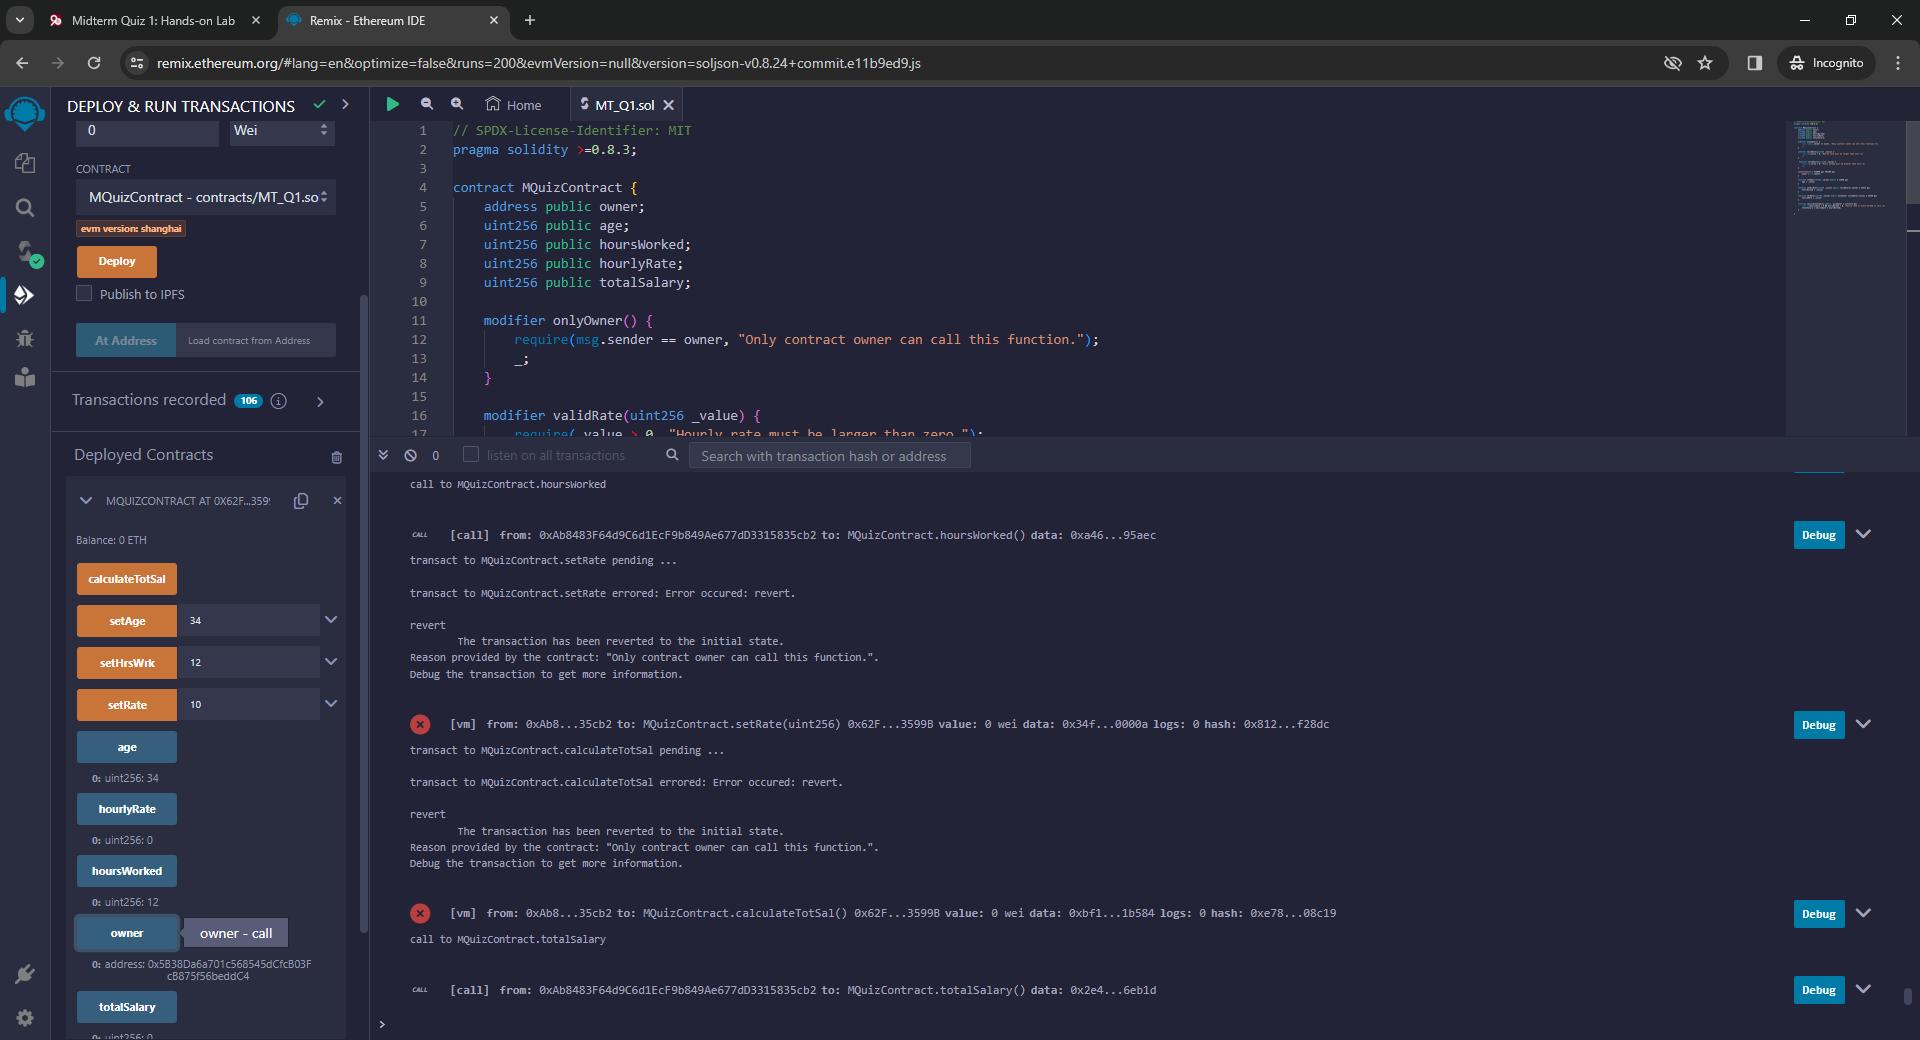 Midterm Quiz 1: Hands-on Lab
Remix - Ethereum IDE
remix.ethereum.org/#lang=en&optimize=false&runs=200&evmVersion=null&version=soljson-v0.8.24+commit.e11b9ed9.js
Incognito
DEPLOY & RUN TRANSACTIONS
0
Wei
CONTRACT
MQuizContract - contracts/MT_Q1.so
evm version: shanghai
Deploy
Publish to IPFS
At Address
Load contract from Address
Transactions recorded 106
Deployed Contracts
MQUIZCONTRACT AT 0X62F...359
Balance: 0 ETH
calculateTotSal
setAge 34
setHrsWrk 12
setRate 10
age
0: uint256: 34
hourlyRate
0: uint256: 0
hoursWorked
0: uint256: 12
owner
owner - call
0: address: 0x5B38Da6a701c568545dCfcB03F
cB875f56beddC4
totalSalary
0: uint256: 0
Home
MT_Q1.sol
1 // SPDX-License-Identifier: MIT
2 pragma solidity >=0.8.3;
3
4 contract MQuizContract {
5 address public owner;
6 uint256 public age;
7 uint256 public hoursWorked;
8 uint256 public hourlyRate;
9 uint256 public totalSalary;
10
11 modifier onlyOwner() {
12 require(msg.sender == owner, "Only contract owner can call this function.");
13 _;
14 }
15
16 modifier validRate(uint256 _value) {
17 require(_value > 0, "Hourly rate must be larger than zero.");
0
listen on all transactions
Search with transaction hash or address
call to MQuizContract.hoursWorked
CALL [call] from: 0xAb8483F64d9C6d1EcF9b849Ae677dD3315835cb2 to: MQuizContract.hoursWorked() data: 0xa46...95aec
Debug
transact to MQuizContract.setRate pending ...
transact to MQuizContract.setRate errored: Error occured: revert.
revert
The transaction has been reverted to the initial state.
Reason provided by the contract: "Only contract owner can call this function.".
Debug the transaction to get more information.
[vm] from: 0xAb8...35cb2 to: MQuizContract.setRate(uint256) 0x62F...3599B value: 0 wei data: 0x34f...0000a logs: 0 hash: 0x812...f28dc
Debug
transact to MQuizContract.calculateTotSal pending ...
transact to MQuizContract.calculateTotSal errored: Error occured: revert.
revert
The transaction has been reverted to the initial state.
Reason provided by the contract: "Only contract owner can call this function.".
Debug the transaction to get more information.
[vm] from: 0xAb8...35cb2 to: MQuizContract.calculateTotSal() 0x62F...3599B value: 0 wei data: 0xbf1...1b584 logs: 0 hash: 0xe78...08c19
Debug
call to MQuizContract.totalSalary
CALL [call] from: 0xAb8483F64d9C6d1EcF9b849Ae677dD3315835cb2 to: MQuizContract.totalSalary() data: 0x2e4...6eb1d
Debug
>